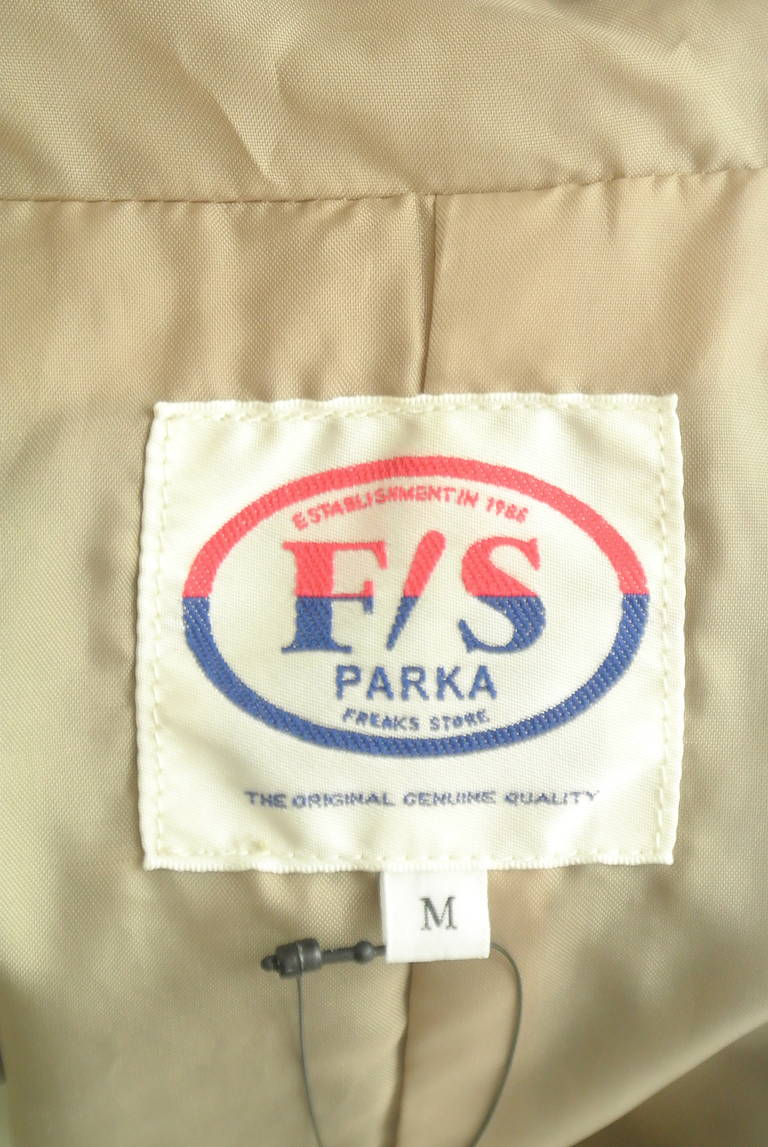 ESTABLISHMENT IN 1986
F/S
PARKA
FREAKS STORE
THE ORIGINAL GENUINE QUALITY
M